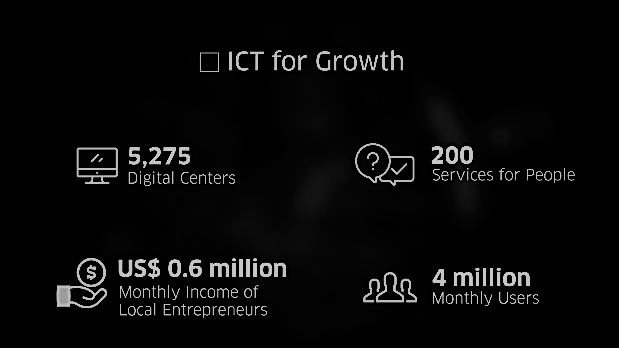 ICT for Growth
5,275
Digital Centers
200
Services for People
US$ 0.6 million
Monthly Income of
Local Entrepreneurs
4 million
Monthly Users